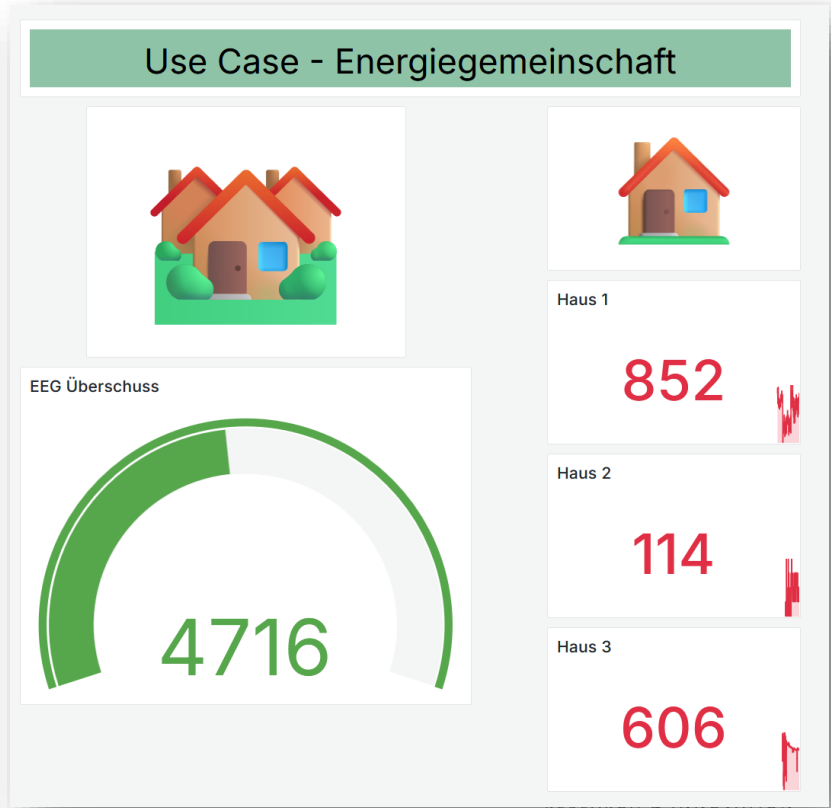 Use Case - Energiegemeinschaft
EEG Überschuss
4716
Haus 1
852
Haus 2
114
Haus 3
606